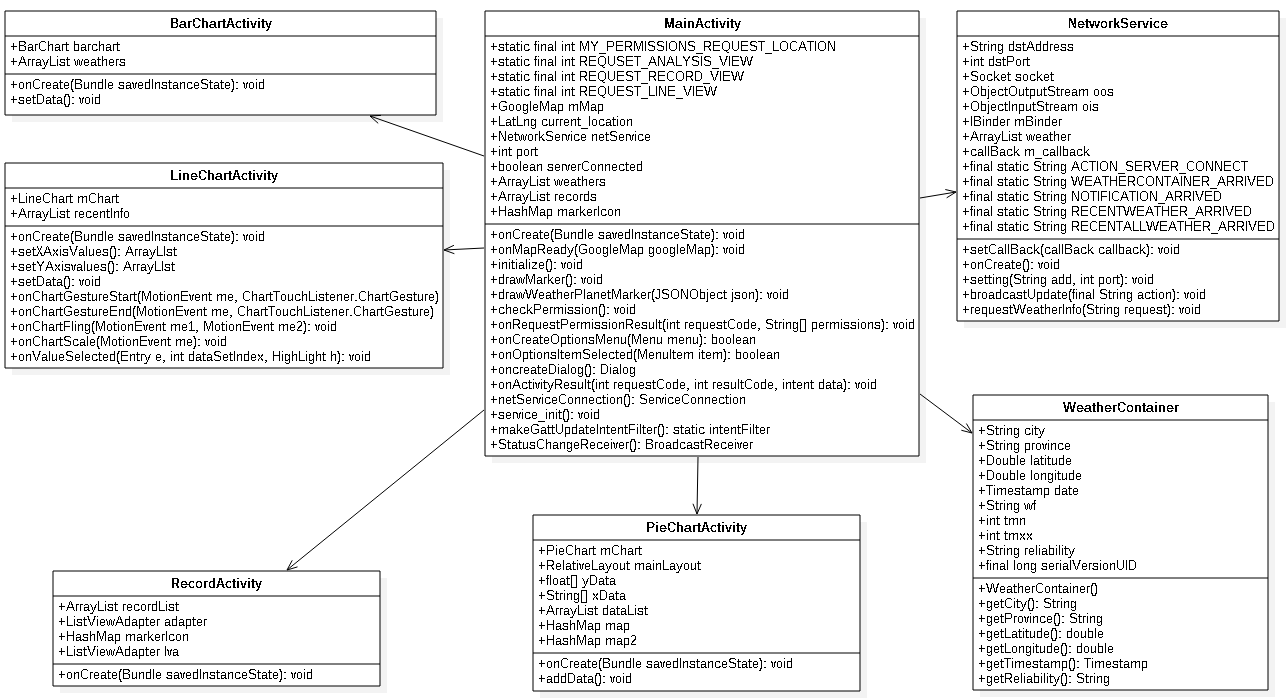 BarChartActivity
+BarChart barchart
+ArrayList weathers
+onCreate(Bundle savedInstanceState): void
+setData(): void
LineChartActivity
+LineChart mChart
+ArrayList recentInfo
+onCreate(Bundle savedInstanceState): void
+setXAxisValues(): ArrayLIst
+setYAxisvalues(): ArrayLIst
+setData(): void
+onChartGestureStart(MotionEvent me, ChartTouchListener.ChartGesture)
+onChartGestureEnd(MotionEvent me, ChartTouchListener.ChartGesture)
+onChartFling(MotionEvent me1, MotionEvent me2): void
+onChartScale(MotionEvent me): void
+onValueSelected(Entry e, int dataSetIndex, HighLight h): void
MainActivity
+static final int MY_PERMISSIONS_REQUEST_LOCATION
+static final int REQUSET_ANALYSIS_VIEW
+static final int REQUEST_RECORD_VIEW
+static final int REQUEST_LINE_VIEW
+GoogleMap mMap
+LatLng current_location
+NetworkService netService
+int port
+boolean serverConnected
+ArrayList weathers
+ArrayList records
+HashMap markerIcon
+onCreate(Bundle savedInstanceState): void
+onMapReady(GoogleMap googleMap): void
+initialize(): void
+drawMarker(): void
+drawWeatherPlanetMarker(JSONObject json): void
+checkPermission(): void
+onRequestPermissionResult(int requestCode, String[] permissions): void
+onCreateOptionsMenu(Menu menu): boolean
+onOptionsItemSelected(MenuItem item): boolean
+oncreateDialog(): Dialog
+onActivityResult(int requestCode, int resultCode, intent data): void
+netServiceConnection(): ServiceConnection
+service_init(): void
+makeGattUpdateIntentFilter(): static intentFilter
+StatusChangeReceiver(): BroadcastReceiver
NetworkService
+String dstAddress
+int dstPort
+Socket socket
+ObjectOutputStream oos
+ObjectInputStream ois
+IBinder mBinder
+ArrayList weather
+callBack m_callback
+final static String ACTION_SERVER_CONNECT
+final static String WEATHERCONTAINER_ARRIVED
+final static String NOTIFICATION_ARRIVED
+final static String RECENTWEATHER_ARRIVED
+final static String RECENTALLWEATHER_ARRIVED
+setCallBack(callBack callback): void
+onCreate(): void
+setting(String add, int port): void
+broadcastUpdate(final String action): void
+requestWeatherInfo(String request): void
WeatherContainer
+String city
+String province
+Double latitude
+Double longitude
+Timestamp date
+String wf
+int tmn
+int tmxx
+String reliability
+final long serialVersionUID
+WeatherContainer()
+getCity(): String
+getProvince(): String
+getLatitude(): double
+getLongitude(): double
+getTimestamp(): Timestamp
+getReliability(): String
RecordActivity
+ArrayList recordList
+ListViewAdapter adapter
+HashMap markerIcon
+ListViewAdapter lva
+onCreate(Bundle savedInstanceState): void
PieChartActivity
+PieChart mChart
+RelativeLayout mainLayout
+float[] yData
+String[] xData
+ArrayList dataList
+HashMap map
+HashMap map2
+onCreate(Bundle savedInstanceState): void
+addData(): void